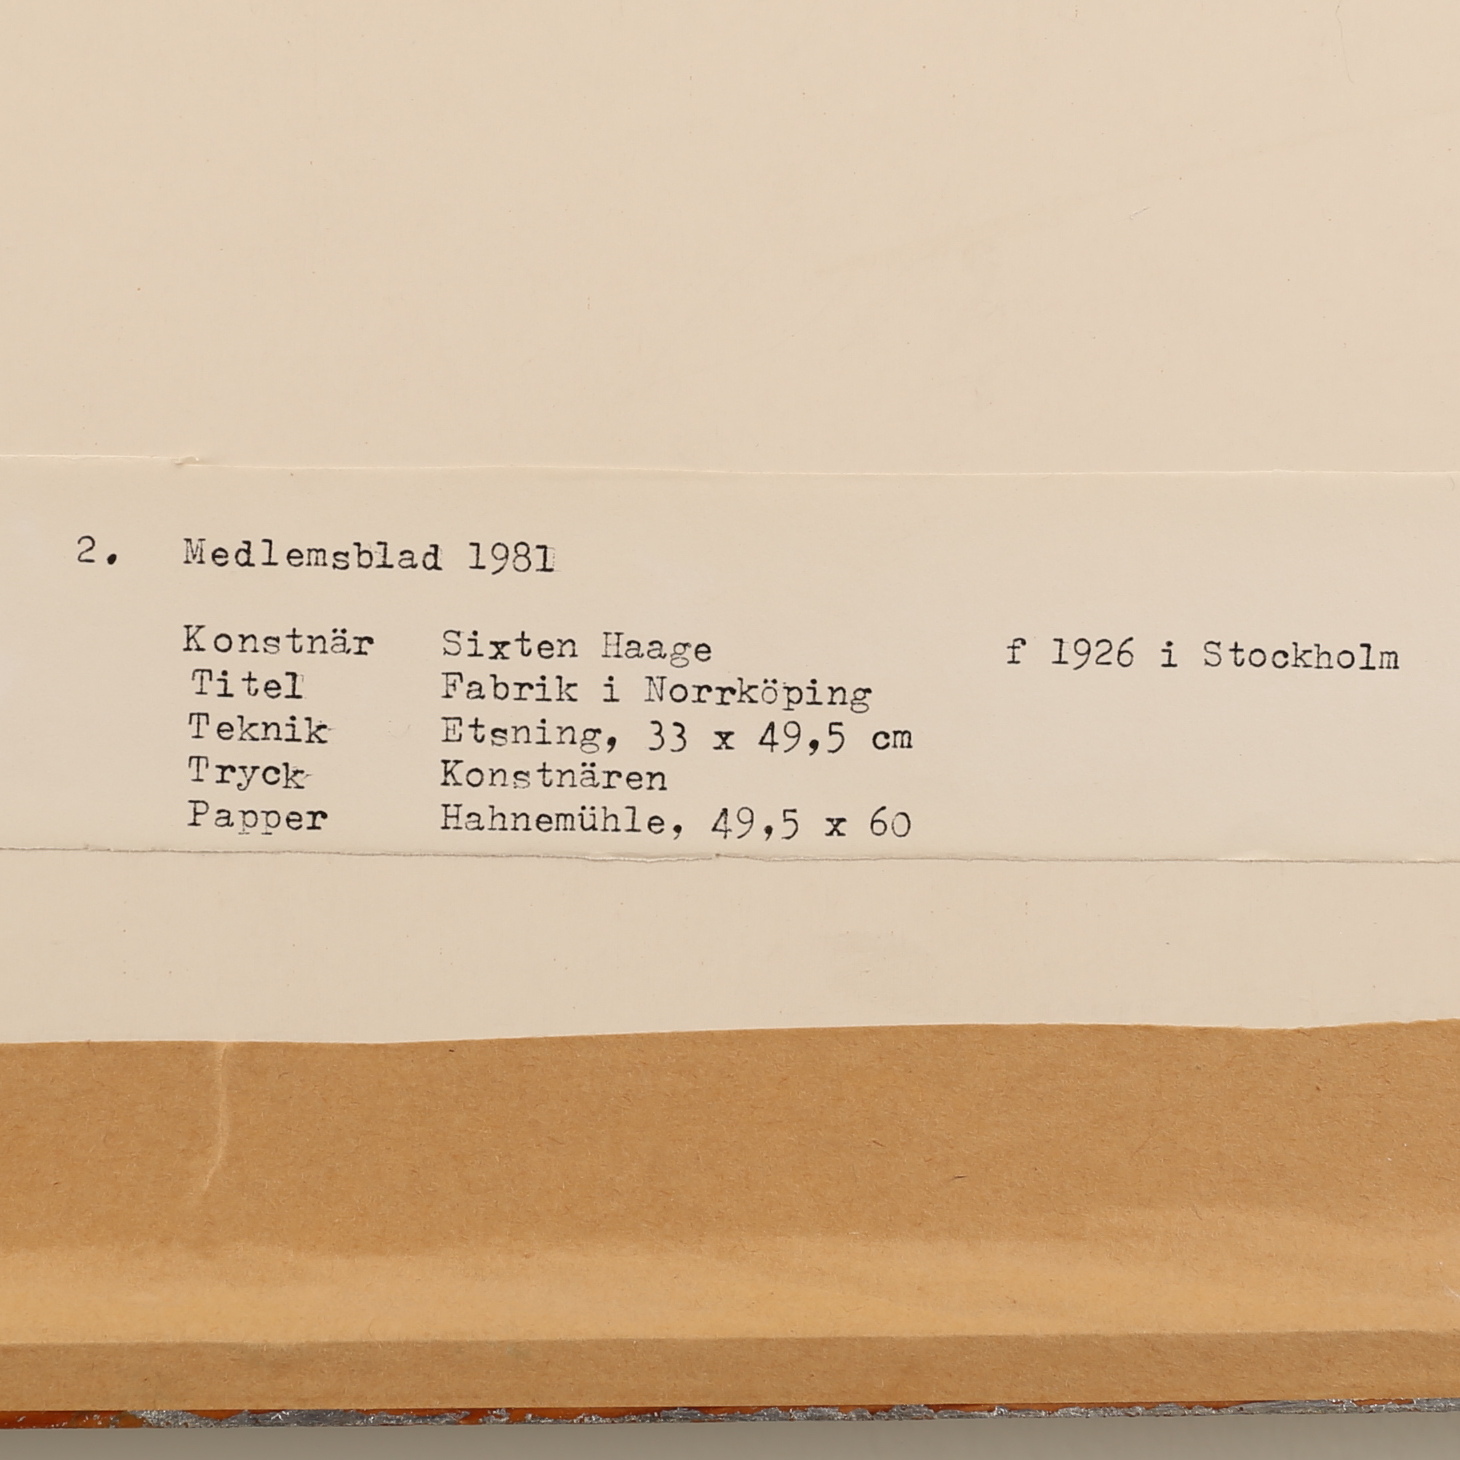 2. Medlemsblad 1981
Konstnär Sixten Haage f 1926 i Stockholm
Titel Fabrik i Norrköping
Teknik Etsning, 33 x 49,5 cm
Tryck Konstnären
Papper Hahnemühle, 49,5 x 60